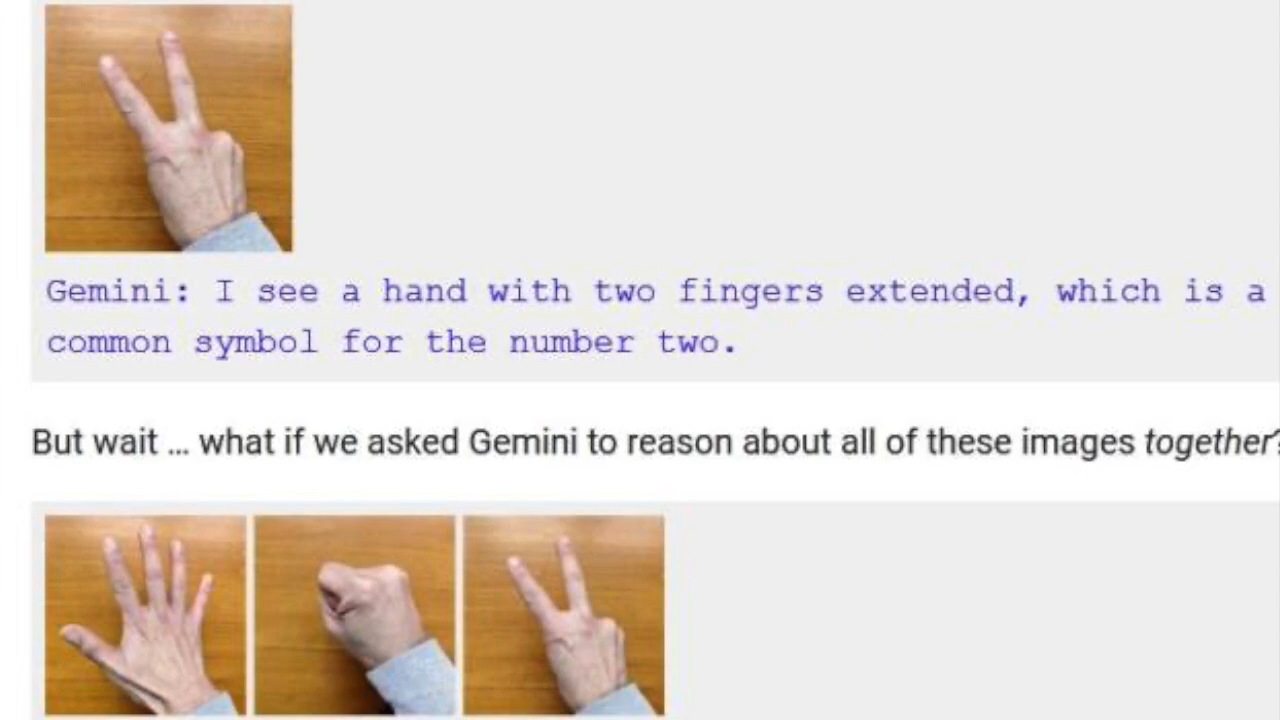 Gemini: I see a hand with two fingers extended, which is a
common symbol for the number two.
But wait … what if we asked Gemini to reason about all of these images together?